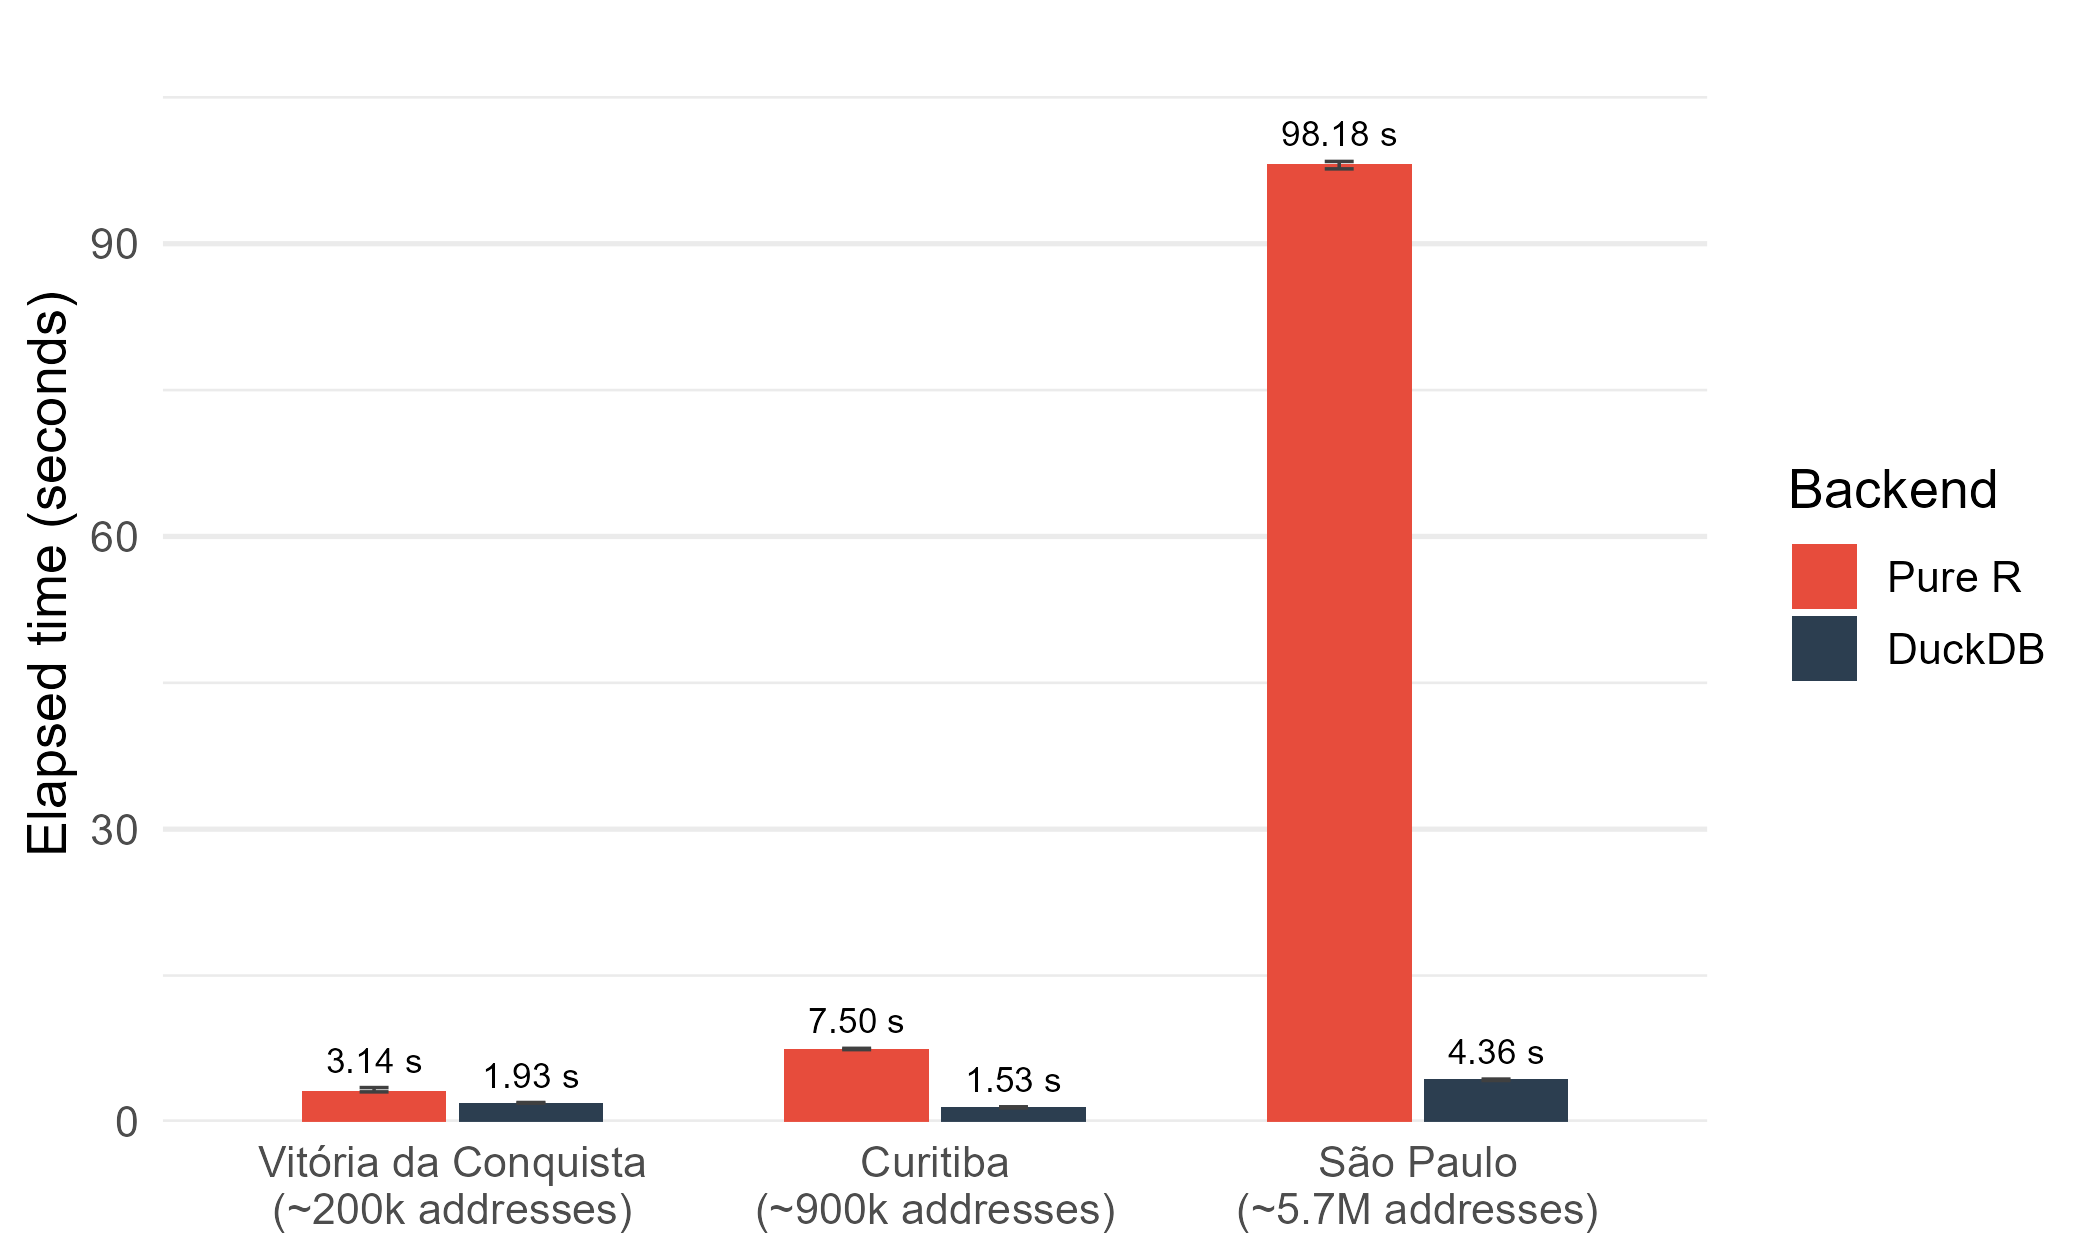 98.18 s
90
60
30
0
Elapsed time (seconds)
3.14 s
1.93 s
7.50 s
1.53 s
4.36 s
Vitória da Conquista
(~200k addresses)
Curitiba
(~900k addresses)
São Paulo
(~5.7M addresses)
Backend
Pure R
DuckDB